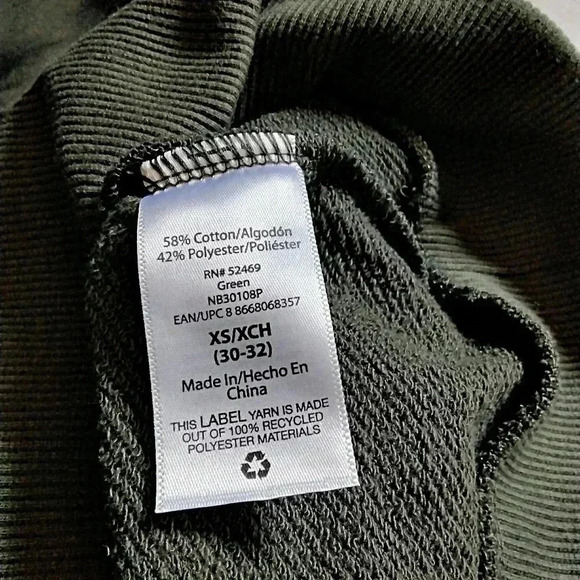 58% Cotton/Algodón
42% Polyester/Poliéster
RN# 52469
Green
NB30108P
EAN/UPC 8 8668068357
XS/XCH
(30-32)
Made In/Hecho En
China
THIS LABEL YARN IS MADE
OUT OF 100% RECYCLED
POLYESTER MATERIALS